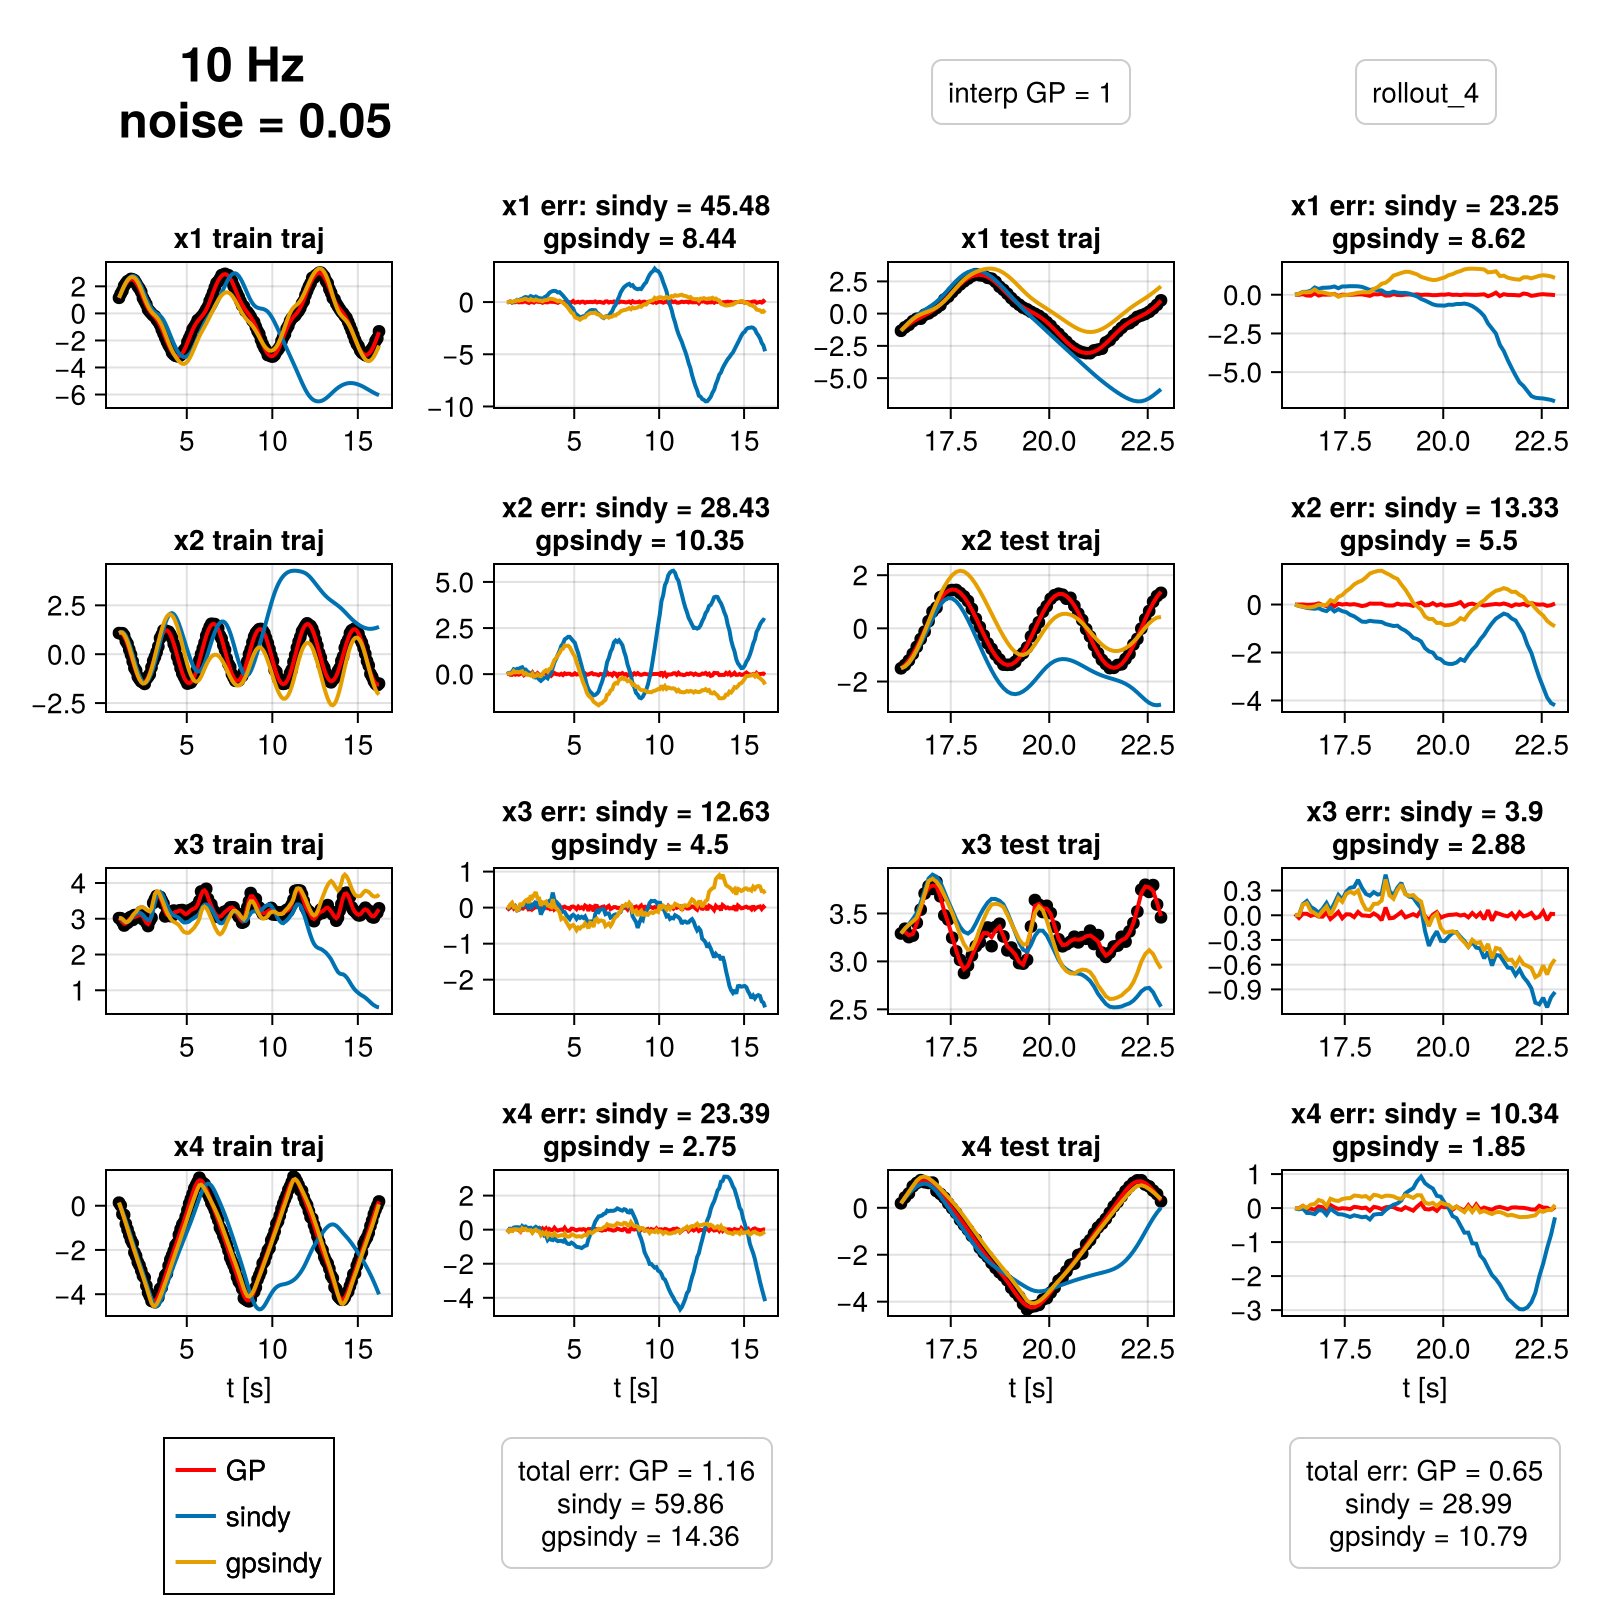 10 Hz
noise = 0.05
interp GP = 1
rollout_4
x1 train traj
2
0
−2
−4
−6
5
10
15
x1 err: sindy = 45.48
gpsindy = 8.44
0
−5
−10
5
10
15
x1 test traj
2.5
0.0
−2.5
−5.0
17.5
20.0
22.5
x1 err: sindy = 23.25
gpsindy = 8.62
0.0
−2.5
−5.0
17.5
20.0
22.5
x2 train traj
2.5
0.0
−2.5
5
10
15
x2 err: sindy = 28.43
gpsindy = 10.35
5.0
2.5
0.0
5
10
15
x2 test traj
2
0
−2
17.5
20.0
22.5
x2 err: sindy = 13.33
gpsindy = 5.5
0
−2
−4
17.5
20.0
22.5
x3 train traj
4
3
2
1
5
10
15
x3 err: sindy = 12.63
gpsindy = 4.5
1
0
−1
−2
5
10
15
x3 test traj
3.5
3.0
2.5
17.5
20.0
22.5
x3 err: sindy = 3.9
gpsindy = 2.88
0.3
0.0
−0.3
−0.6
−0.9
17.5
20.0
22.5
x4 train traj
0
−2
−4
5
10
15
t [s]
x4 err: sindy = 23.39
gpsindy = 2.75
2
0
−2
−4
5
10
15
t [s]
x4 test traj
0
−2
−4
17.5
20.0
22.5
t [s]
x4 err: sindy = 10.34
gpsindy = 1.85
1
0
−1
−2
−3
17.5
20.0
22.5
t [s]
GP
sindy
gpsindy
total err: GP = 1.16
sindy = 59.86
gpsindy = 14.36
total err: GP = 0.65
sindy = 28.99
gpsindy = 10.79